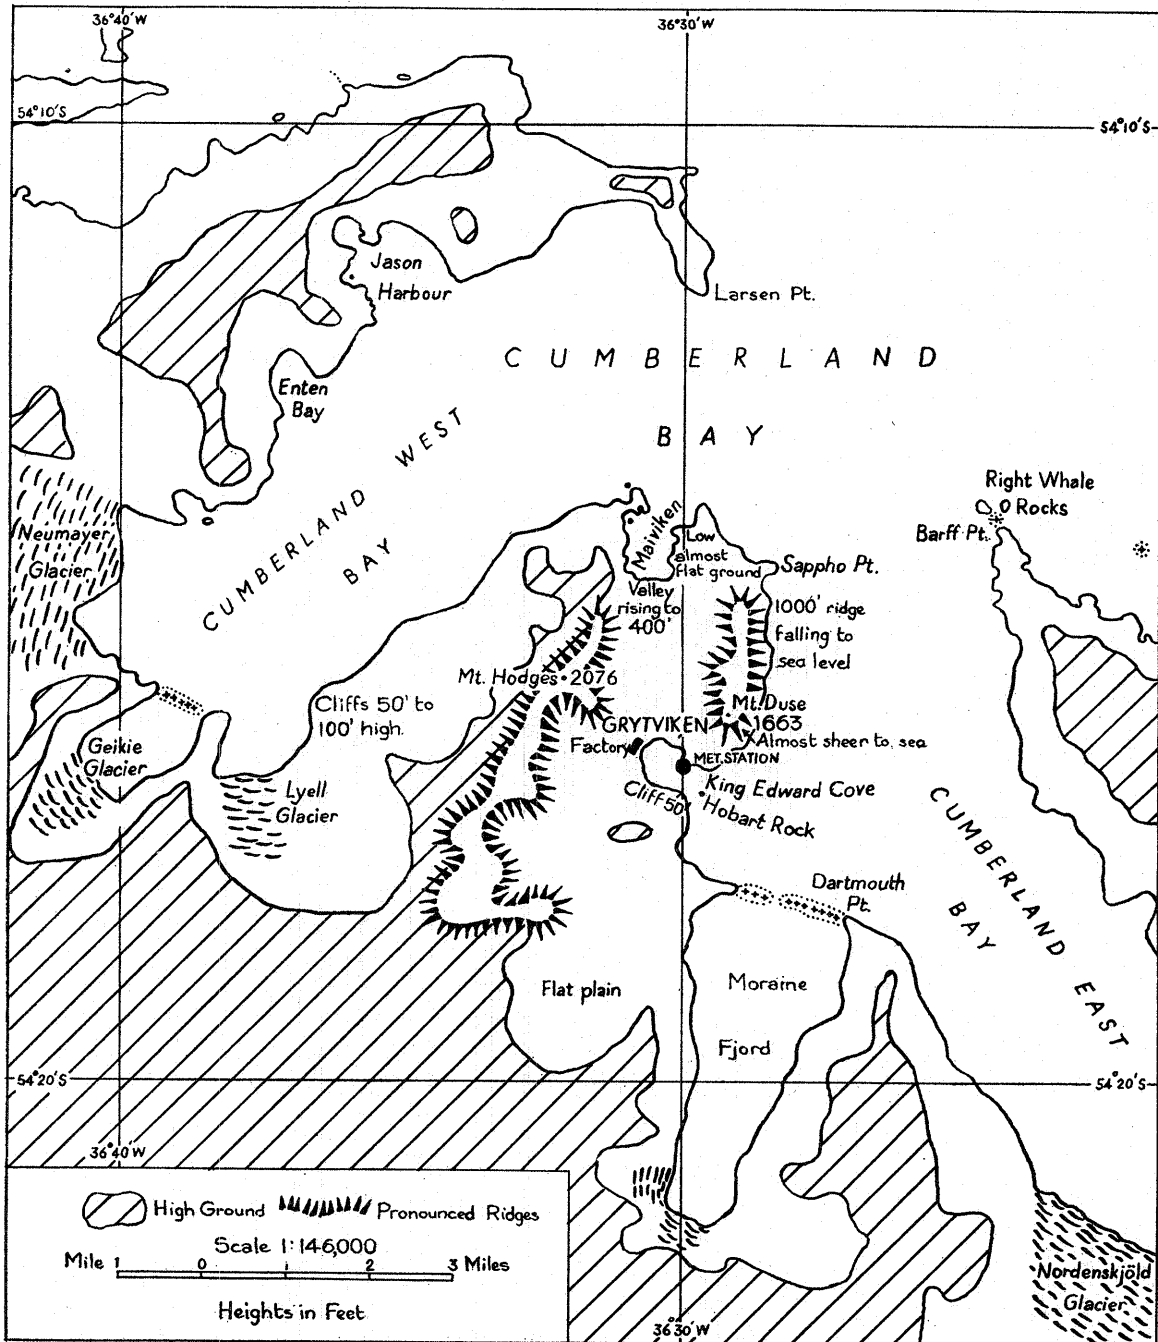 36°40'W
36°30'W
54°10'S
54°10'S
Jason
Harbour
Larsen Pt.
CUMBERLAND
BAY
Enten
Bay
CUMBERLAND WEST
BAY
Right Whale
Rocks
Barff Pt.
Neumayer
Glacier
Maiviken
Low
almost
flat ground
Sappho Pt.
Valley
rising to
400'
1000' ridge
falling to
sea level
Mt. Hodges · 2076
Cliffs 50' to
100' high.
Mt. Duse
1663
GRYTVIKEN
Almost sheer to sea
Factory
MET. STATION
Geikie
Glacier
Lyell
Glacier
King Edward Cove
Cliff 50'
Hobart Rock
CUMBERLAND EAST
BAY
Dartmouth
Pt.
Flat plain
Moraine
Fjord
54°20'S
54°20'S
36°40'W
High Ground
Pronounced Ridges
Scale 1:146,000
Mile 1 0 1 2 3 Miles
Heights in Feet
Nordenskjöld
Glacier
36°30'W